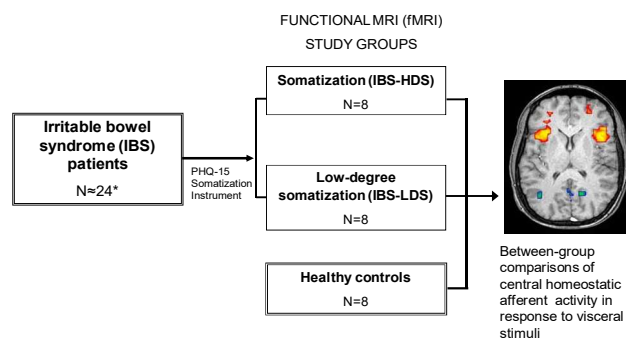 FUNCTIONAL MRI (fMRI)
STUDY GROUPS
Somatization (IBS-HDS)
N=8
Irritable bowel
syndrome (IBS)
patients
N≈24*
PHQ-15
Somatization
Instrument
Low-degree
somatization (IBS-LDS)
N=8
Healthy controls
N=8
Between-group
comparisons of
central homeostatic
afferent activity in
response to visceral
stimuli